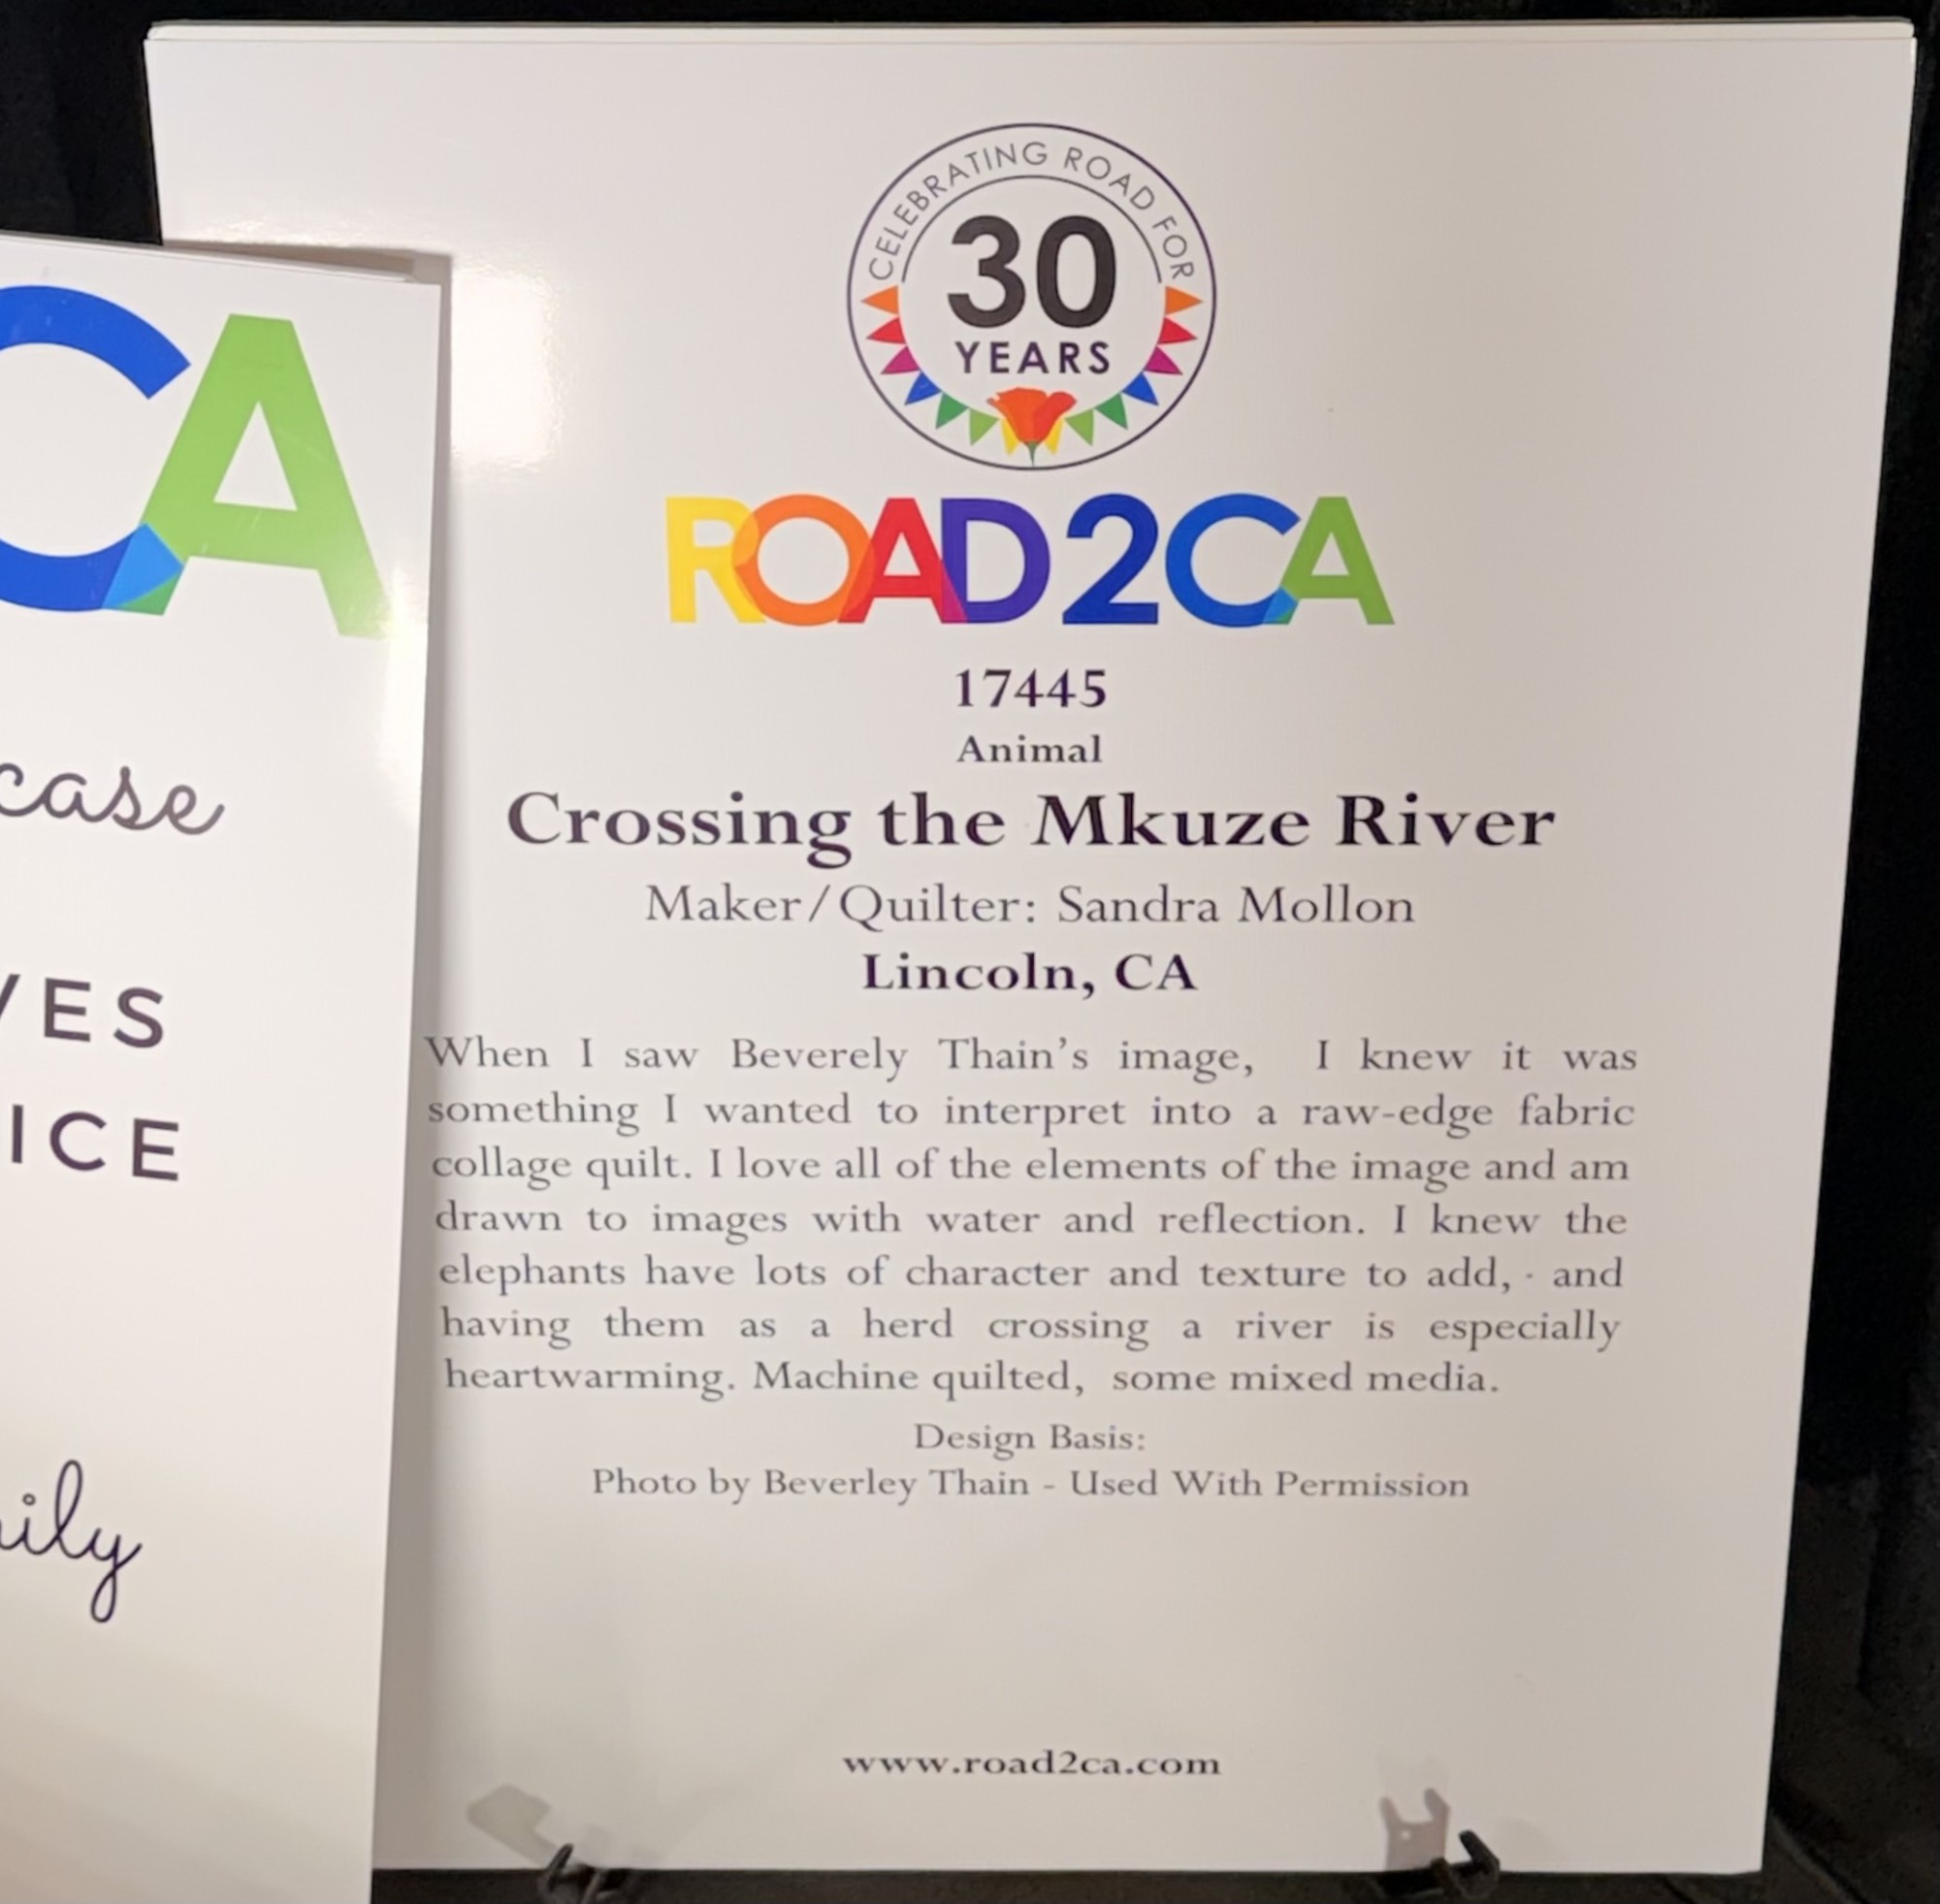 CELEBRATING ROAD FOR
30
YEARS
ROAD2CA
17445
Animal
Crossing the Mkuze River
Maker/Quilter: Sandra Mollon
Lincoln, CA
When I saw Beverely Thain's image, I knew it was
something I wanted to interpret into a raw-edge fabric
collage quilt. I love all of the elements of the image and am
drawn to images with water and reflection. I knew the
elephants have lots of character and texture to add, · and
having them as a herd crossing a river is especially
heartwarming. Machine quilted, some mixed media.
Design Basis:
Photo by Beverley Thain - Used With Permission
www.road2ca.com
CA
case
VES
ICE
ily